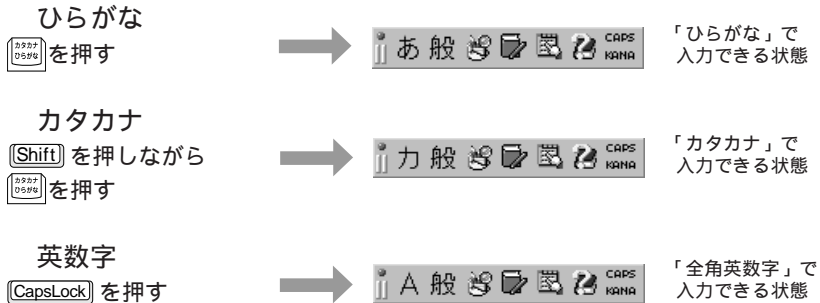 ひらがな
カタカナ ひらがな を押す
あ 般 CAPS KANA
「ひらがな」で
入力できる状態
カタカナ
Shift を押しながら
カタカナ ひらがな を押す
カ 般 CAPS KANA
「カタカナ」で
入力できる状態
英数字
CapsLock を押す
A 般 CAPS KANA
「全角英数字」で
入力できる状態